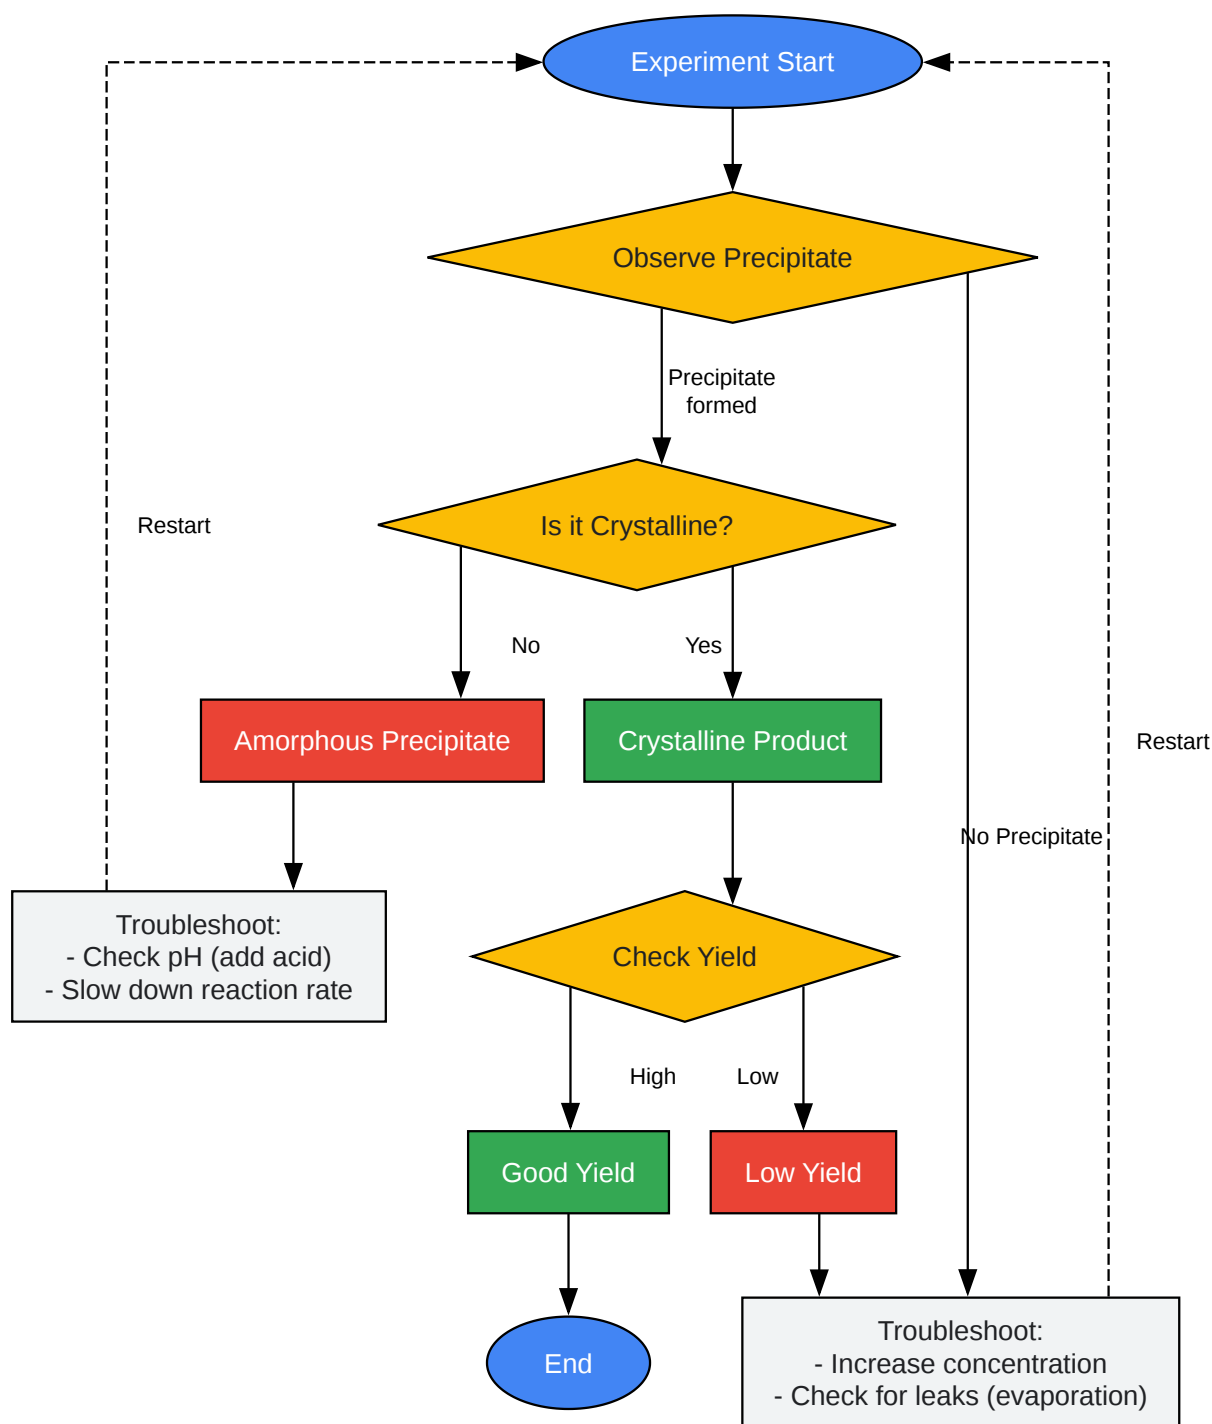 Experiment Start
Observe Precipitate
Precipitate
formed
Is it Crystalline?
Restart
No
Yes
Amorphous Precipitate
Crystalline Product
Restart
No Precipitate
Troubleshoot:
- Check pH (add acid)
- Slow down reaction rate
Check Yield
High
Low
Good Yield
Low Yield
End
Troubleshoot:
- Increase concentration
- Check for leaks (evaporation)